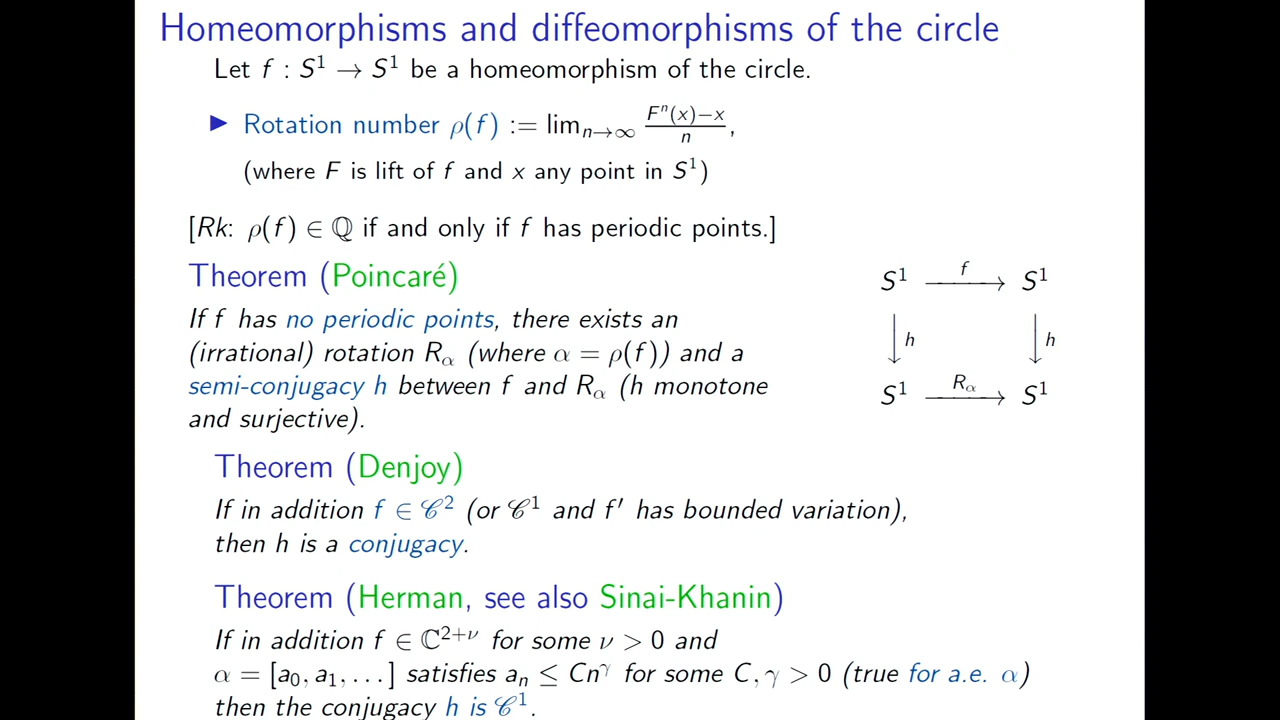 Homeomorphisms and diffeomorphisms of the circle
Let f : S¹ → S¹ be a homeomorphism of the circle.
▶ Rotation number ρ(f) := limₙ→∞ (Fⁿ(x)−x)/n,
(where F is lift of f and x any point in S¹)
[Rk: ρ(f) ∈ ℚ if and only if f has periodic points.]
Theorem (Poincaré)
If f has no periodic points, there exists an
(irrational) rotation R_α (where α = ρ(f)) and a
semi-conjugacy h between f and R_α (h monotone
and surjective).
S¹ f→ S¹
↓ h ↓ h
S¹ R_α→ S¹
Theorem (Denjoy)
If in addition f ∈ 𝒞² (or 𝒞¹ and f′ has bounded variation),
then h is a conjugacy.
Theorem (Herman, see also Sinai-Khanin)
If in addition f ∈ ℂ²⁺ᵛ for some ν > 0 and
α = [a₀, a₁, . . . ] satisfies aₙ ≤ Cn^γ for some C, γ > 0 (true for a.e. α)
then the conjugacy h is 𝒞¹.